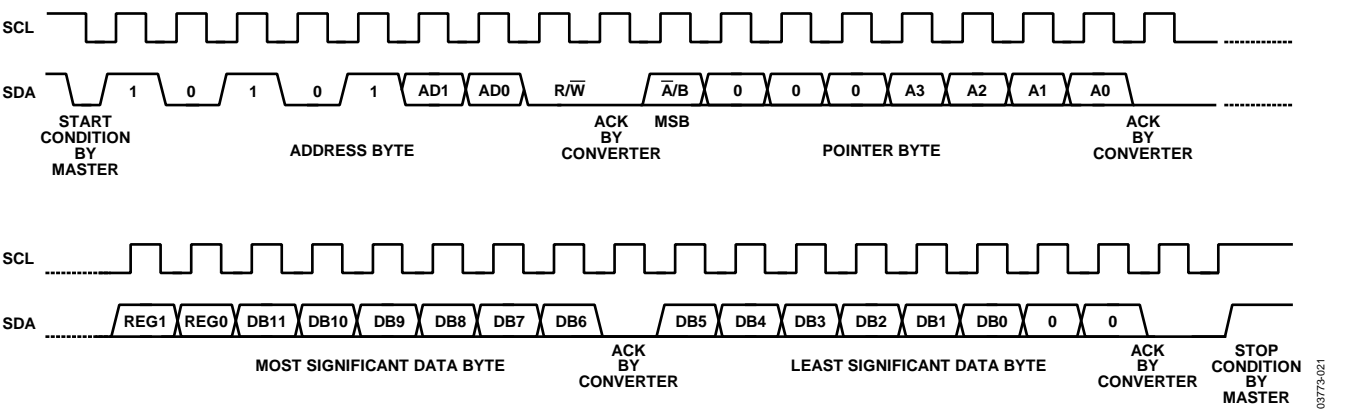 SCL
SDA 1 0 1 0 1 AD1 AD0 R/W̅ A̅/B 0 0 0 A3 A2 A1 A0
START
CONDITION
BY
MASTER
ADDRESS BYTE
ACK
BY
CONVERTER
MSB
POINTER BYTE
ACK
BY
CONVERTER
SCL
SDA REG1 REG0 DB11 DB10 DB9 DB8 DB7 DB6 DB5 DB4 DB3 DB2 DB1 DB0 0 0
MOST SIGNIFICANT DATA BYTE
ACK
BY
CONVERTER
LEAST SIGNIFICANT DATA BYTE
ACK
BY
CONVERTER
STOP
CONDITION
BY
MASTER
03773-021